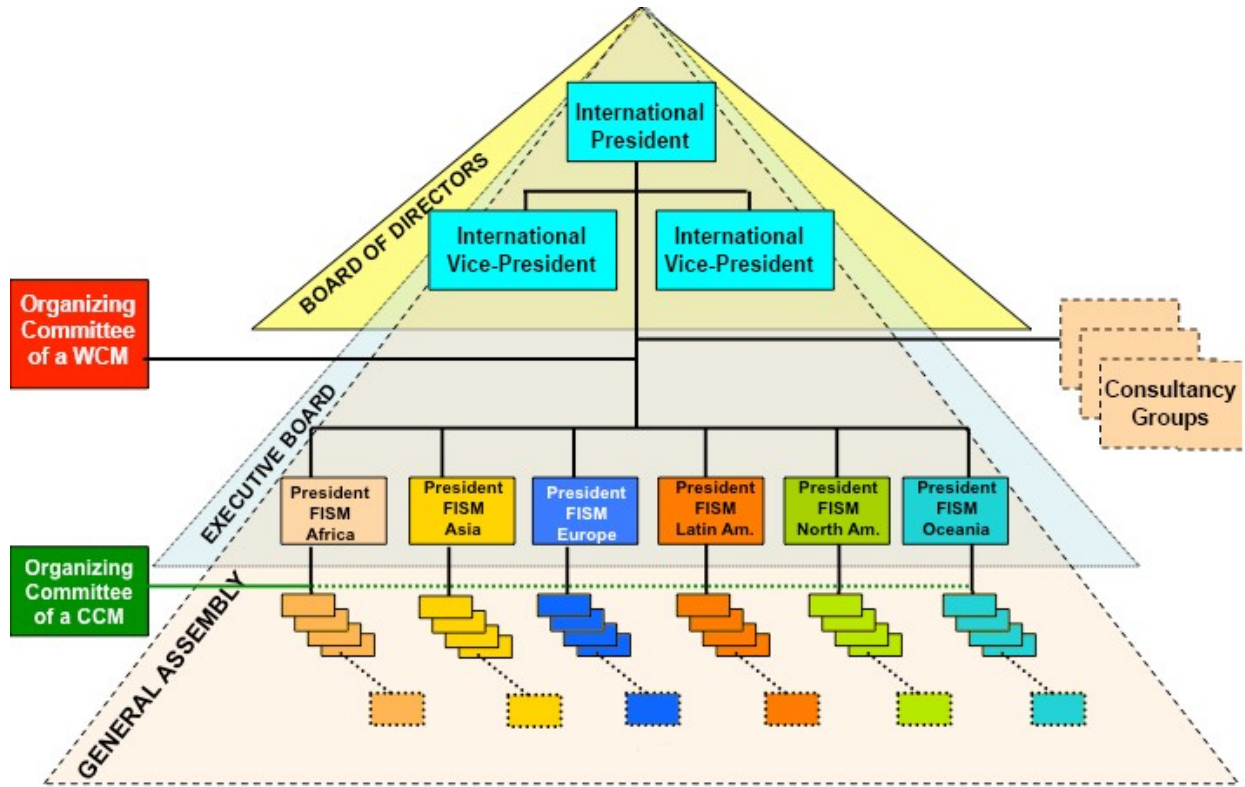 International
President
BOARD OF DIRECTORS
International
Vice-President
International
Vice-President
Organizing
Committee
of a WCM
Consultancy
Groups
EXECUTIVE BOARD
President
FISM
Africa
President
FISM
Asia
President
FISM
Europe
President
FISM
Latin Am.
President
FISM
North Am.
President
FISM
Oceania
Organizing
Committee
of a CCM
GENERAL ASSEMBLY